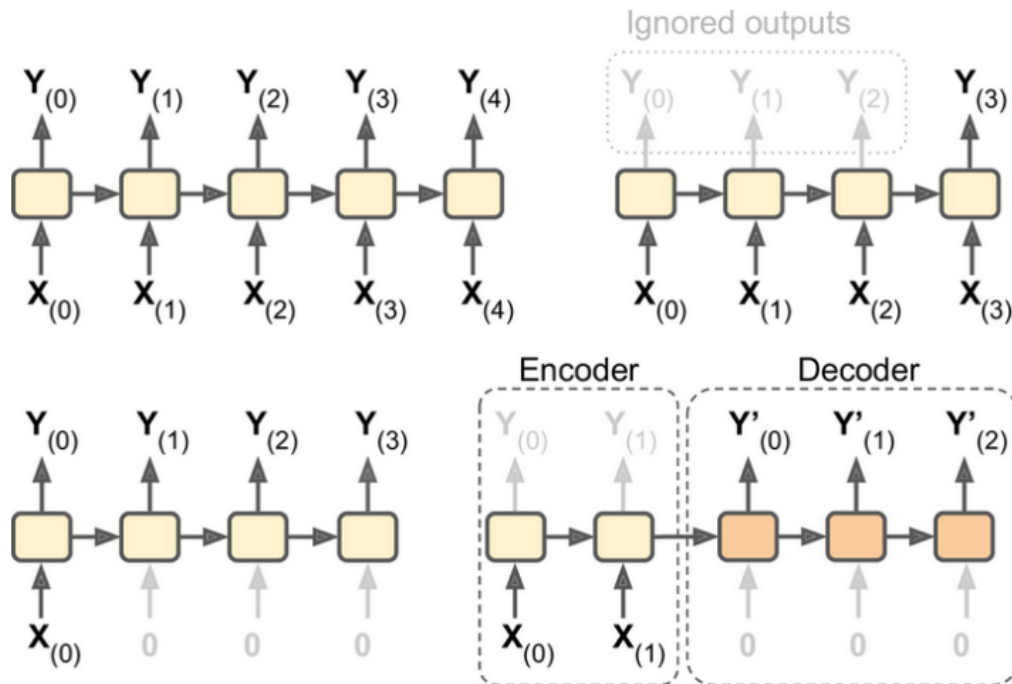 Ignored outputs
Y(0) Y(1) Y(2) Y(3) Y(4)
Y(0) Y(1) Y(2) Y(3)
X(0) X(1) X(2) X(3) X(4)
X(0) X(1) X(2) X(3)
Encoder
Decoder
Y(0) Y(1) Y(2) Y(3)
Y(0) Y(1)
Y’(0) Y’(1) Y’(2)
X(0) 0 0 0
X(0) X(1)
0 0 0